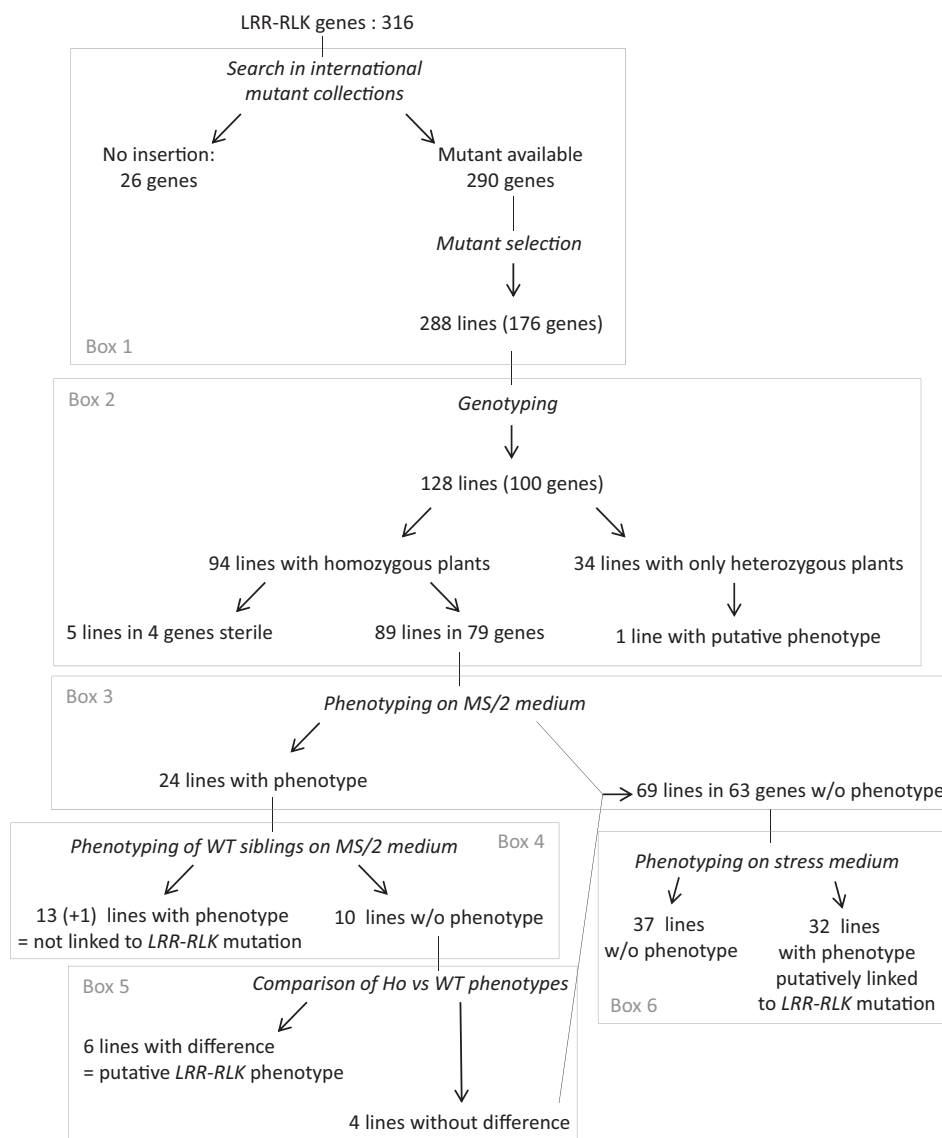 LRR-RLK genes : 316
Search in international
mutant collections
No insertion:
26 genes
Mutant available
290 genes
Mutant selection
288 lines (176 genes)
Box 1
Box 2
Genotyping
128 lines (100 genes)
94 lines with homozygous plants
34 lines with only heterozygous plants
5 lines in 4 genes sterile
89 lines in 79 genes
1 line with putative phenotype
Box 3
Phenotyping on MS/2 medium
24 lines with phenotype
69 lines in 63 genes w/o phenotype
Box 4
Phenotyping of WT siblings on MS/2 medium
13 (+1) lines with phenotype
= not linked to LRR-RLK mutation
10 lines w/o phenotype
Phenotyping on stress medium
37 lines
w/o phenotype
32 lines
with phenotype
putatively linked
to LRR-RLK mutation
Box 6
Box 5
Comparison of Ho vs WT phenotypes
6 lines with difference
= putative LRR-RLK phenotype
4 lines without difference